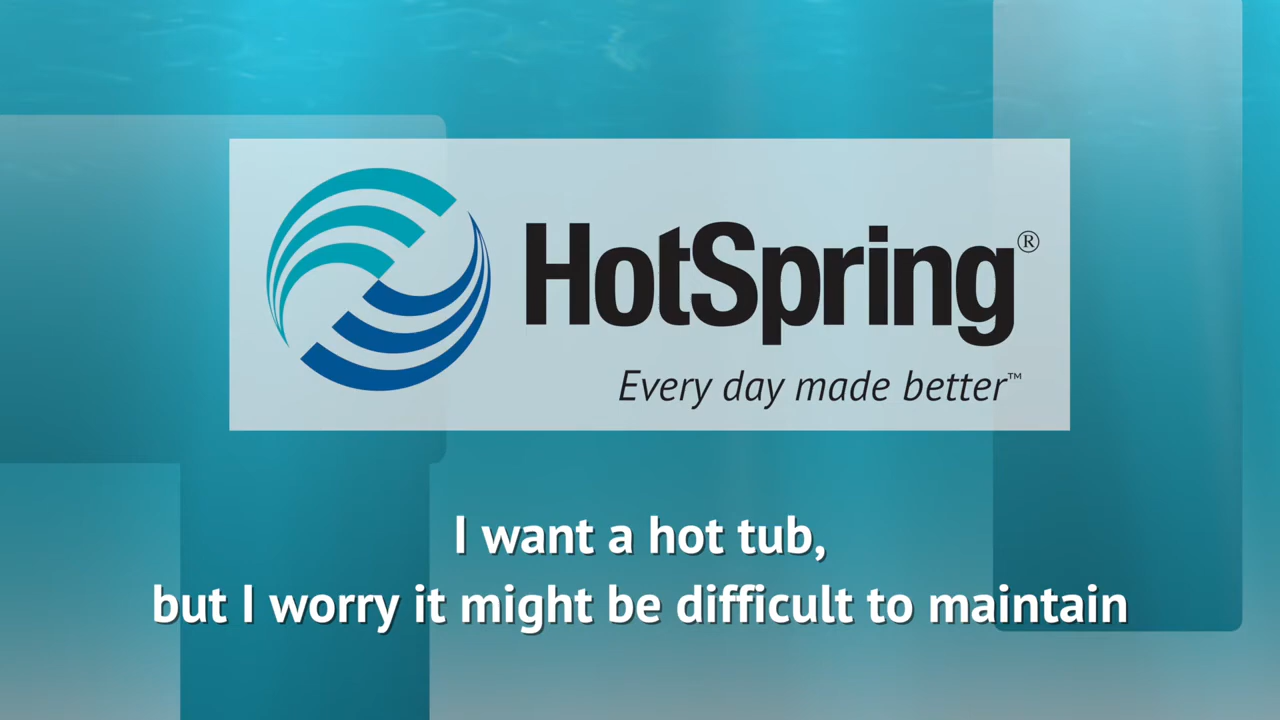 HotSpring®
Every day made better™
I want a hot tub,
but I worry it might be difficult to maintain